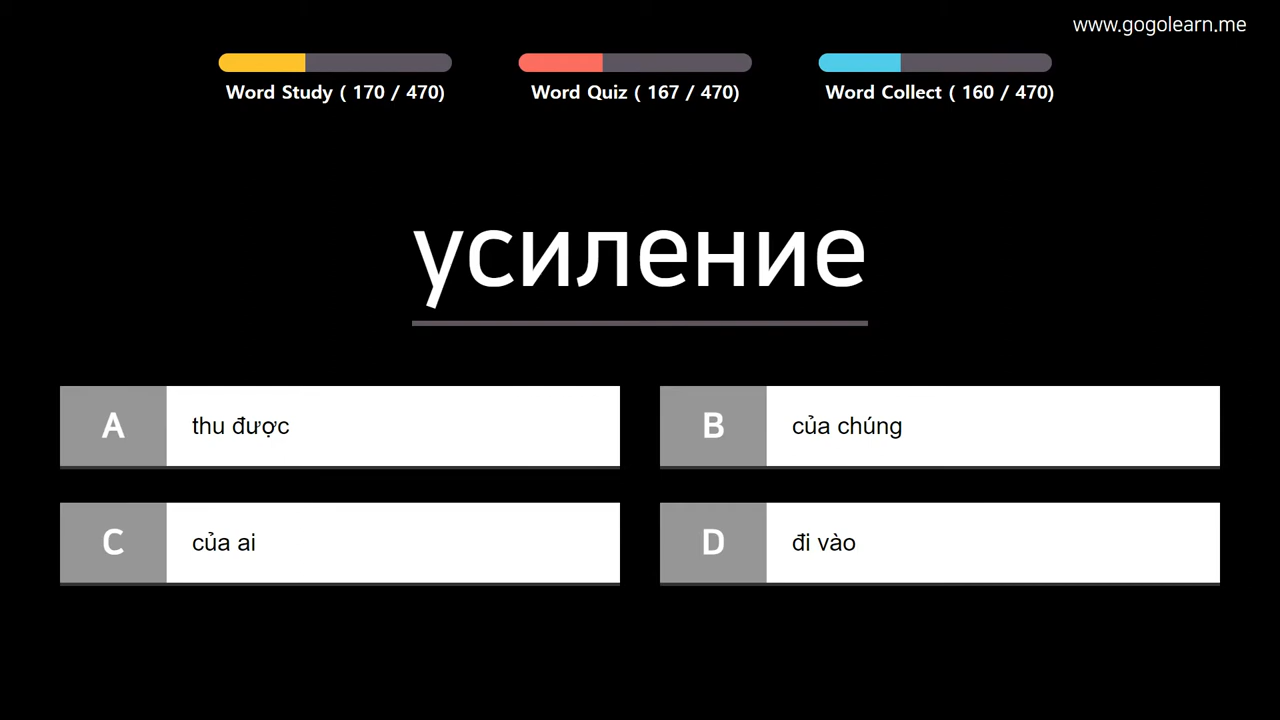 www.gogolearn.me
Word Study ( 170 / 470)
Word Quiz ( 167 / 470)
Word Collect ( 160 / 470)
усиление
A
thu được
B
của chúng
C
của ai
D
đi vào